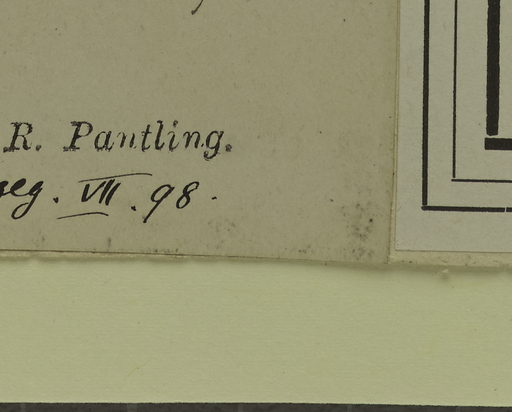 R. Pantling.
eg. VII. 98.